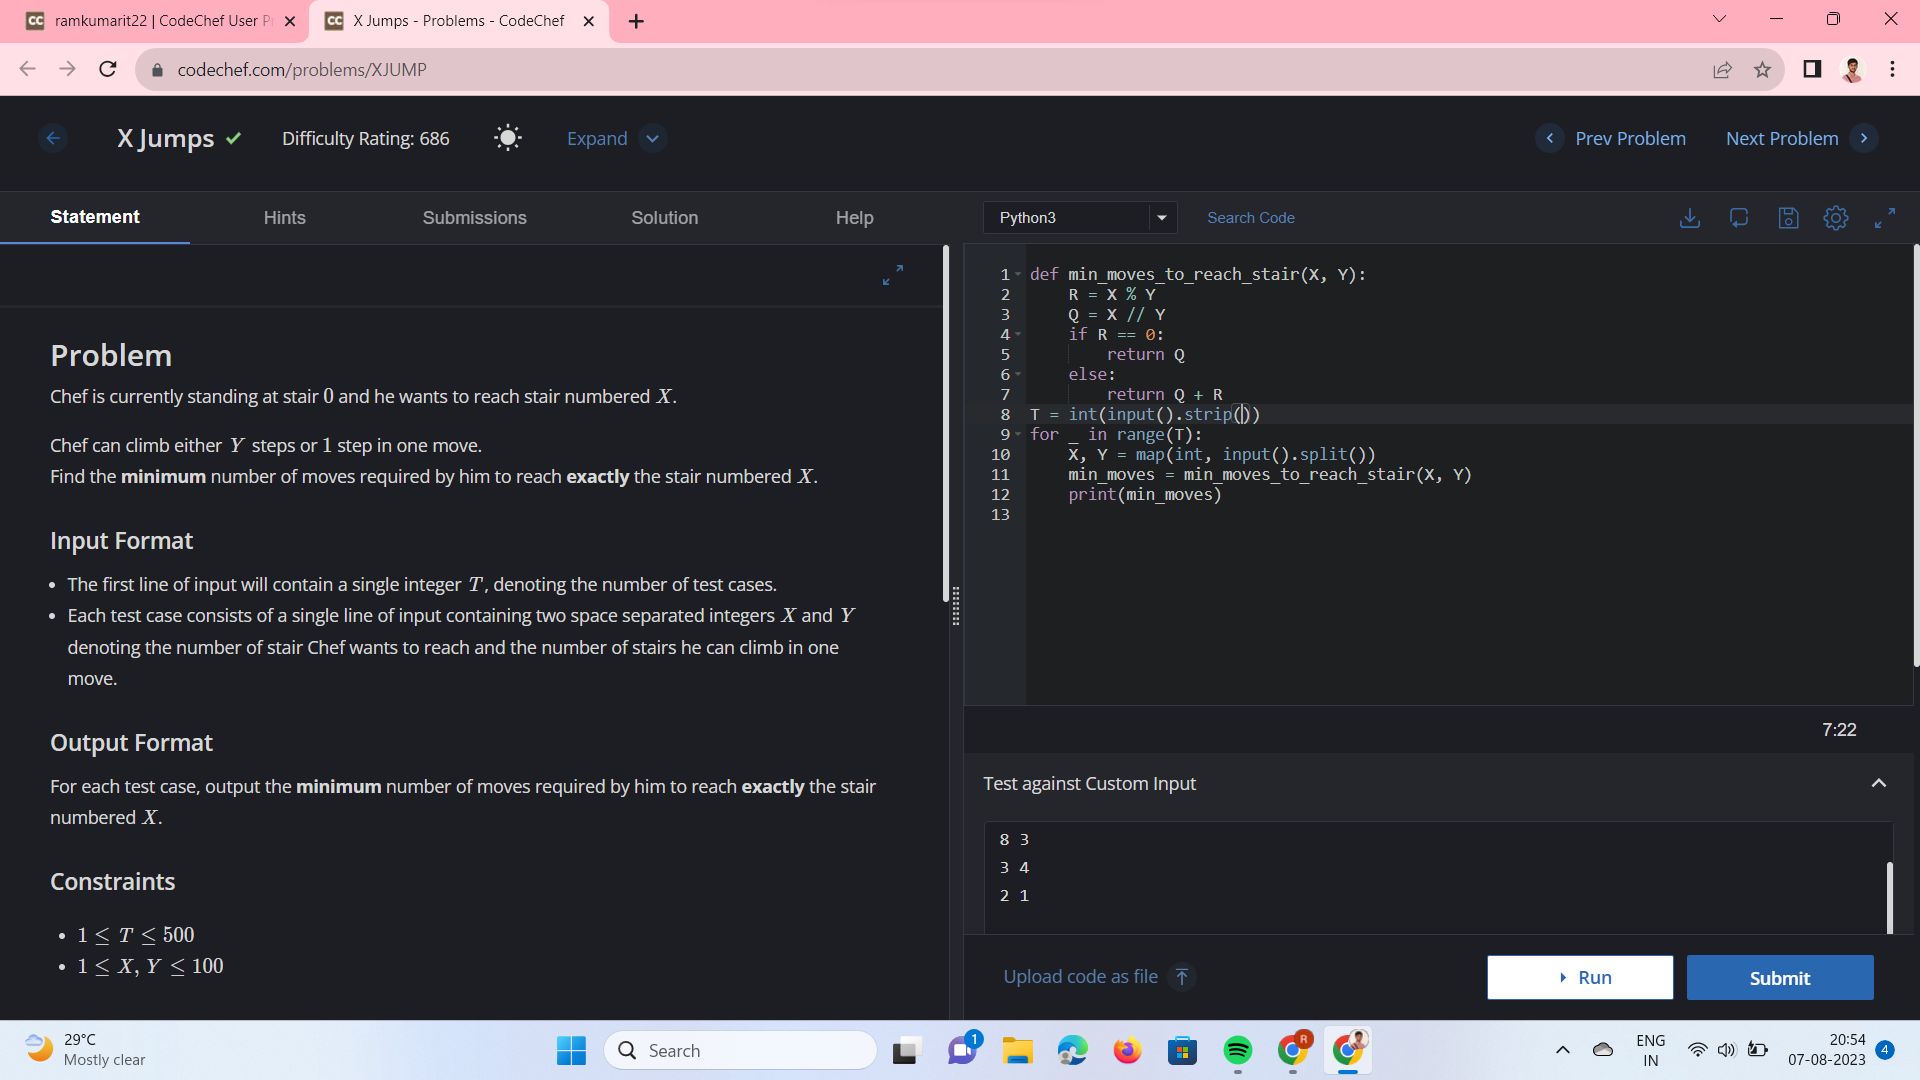 ramkumarit22 | CodeChef User P
X Jumps - Problems - CodeChef
codechef.com/problems/XJUMP
X Jumps
Difficulty Rating: 686
Expand
Prev Problem
Next Problem
Statement
Hints
Submissions
Solution
Help
Python3
Search Code
Problem
Chef is currently standing at stair 0 and he wants to reach stair numbered X.
Chef can climb either Y steps or 1 step in one move.
Find the minimum number of moves required by him to reach exactly the stair numbered X.
Input Format
• The first line of input will contain a single integer T, denoting the number of test cases.
• Each test case consists of a single line of input containing two space separated integers X and Y
denoting the number of stair Chef wants to reach and the number of stairs he can climb in one
move.
Output Format
For each test case, output the minimum number of moves required by him to reach exactly the stair
numbered X.
Constraints
• 1 ≤ T ≤ 500
• 1 ≤ X, Y ≤ 100
1 def min_moves_to_reach_stair(X, Y):
2     R = X % Y
3     Q = X // Y
4     if R == 0:
5         return Q
6     else:
7         return Q + R
8 T = int(input().strip())
9 for _ in range(T):
10     X, Y = map(int, input().split())
11     min_moves = min_moves_to_reach_stair(X, Y)
12     print(min_moves)
13
7:22
Test against Custom Input
8 3
3 4
2 1
Upload code as file
Run
Submit
29°C
Mostly clear
Search
1
R
ENG
IN
20:54
07-08-2023
4